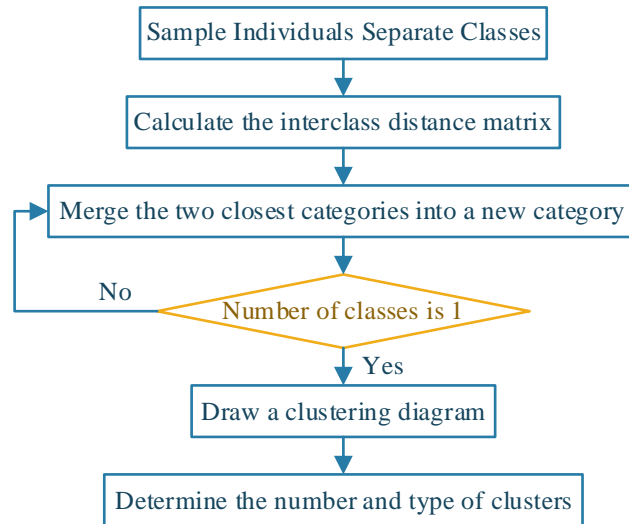 Sample Individuals Separate Classes
Calculate the interclass distance matrix
Merge the two closest categories into a new category
No
Number of classes is 1
Yes
Draw a clustering diagram
Determine the number and type of clusters